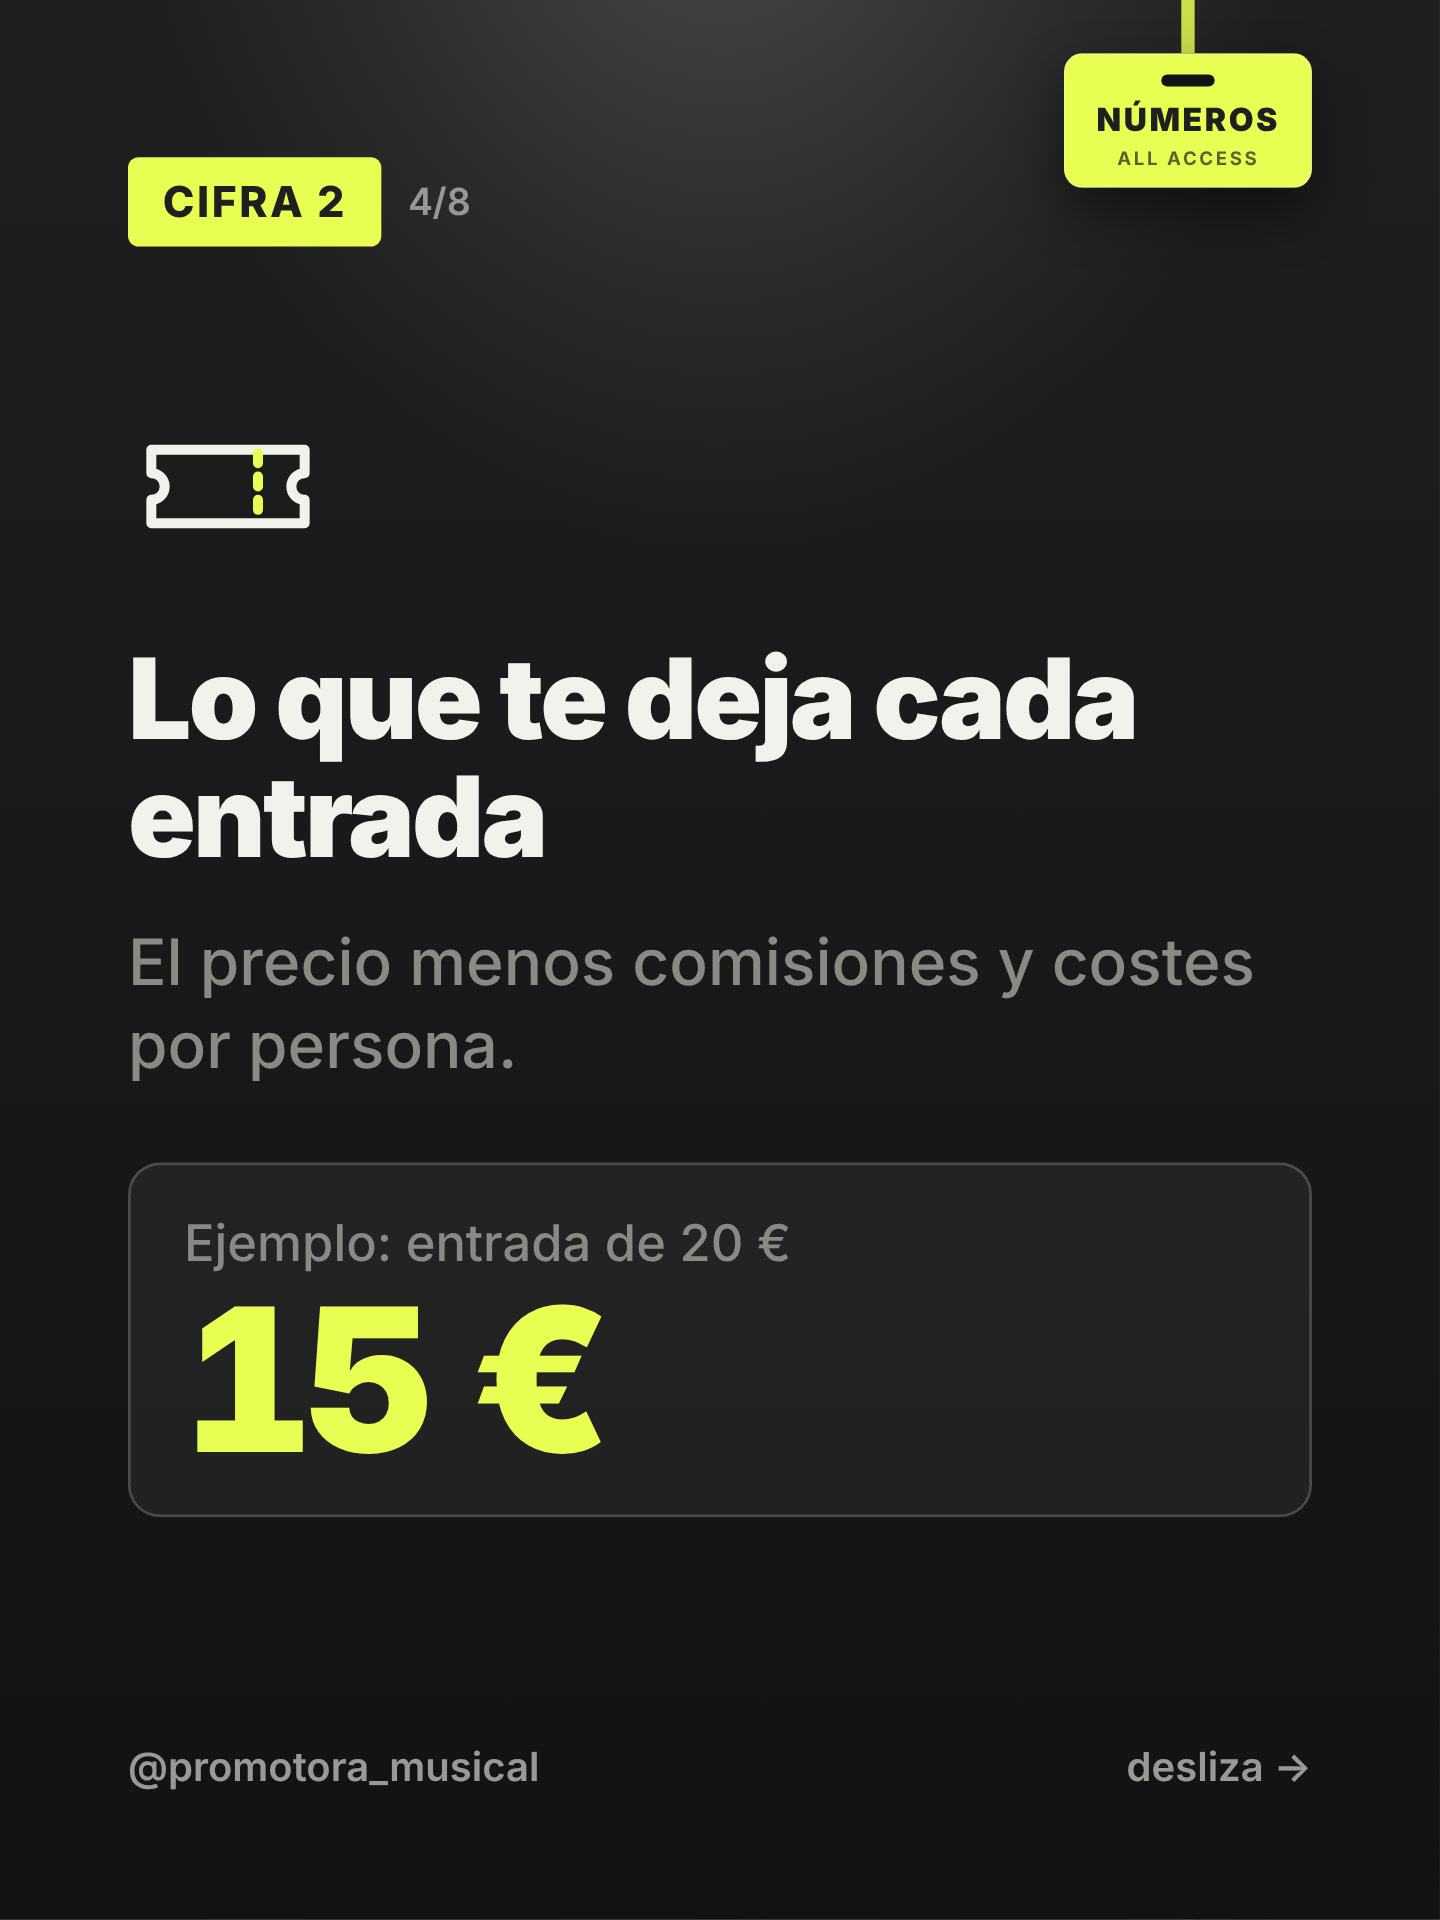 NÚMEROS
ALL ACCESS
CIFRA 2 4/8
Lo que te deja cada
entrada
El precio menos comisiones y costes
por persona.
Ejemplo: entrada de 20 €
15 €
@promotora_musical desliza →